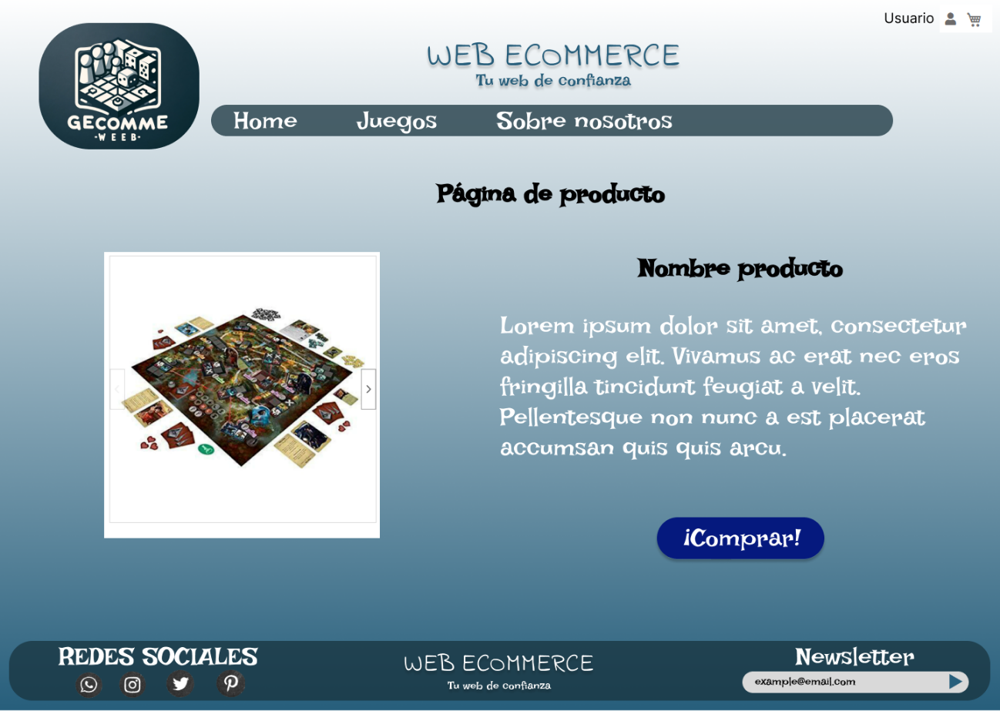 Usuario
WEB ECOMMERCE
Tu web de confianza
GECOMME
·WEEB·
Home Juegos Sobre nosotros
Página de producto
Nombre producto
Lorem ipsum dolor sit amet, consectetur
adipiscing elit. Vivamus ac erat nec eros
fringilla tincidunt feugiat a velit.
Pellentesque non nunc a est placerat
accumsan quis quis arcu.
¡Comprar!
REDES SOCIALES
WEB ECOMMERCE
Tu web de confianza
Newsletter
example@email.com